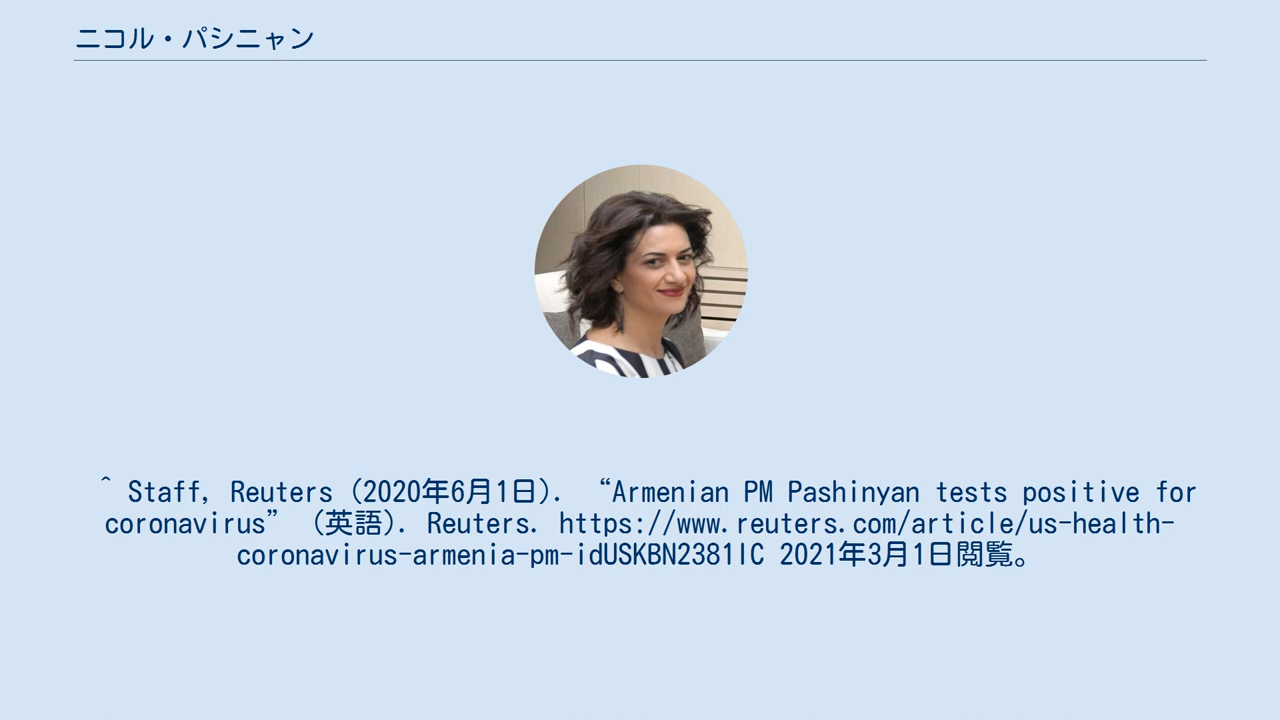 ニコル・パシニャン
^ Staff, Reuters (2020年6月1日). “Armenian PM Pashinyan tests positive for
coronavirus” (英語). Reuters. https://www.reuters.com/article/us-health-
coronavirus-armenia-pm-idUSKBN2381IC 2021年3月1日閲覧。